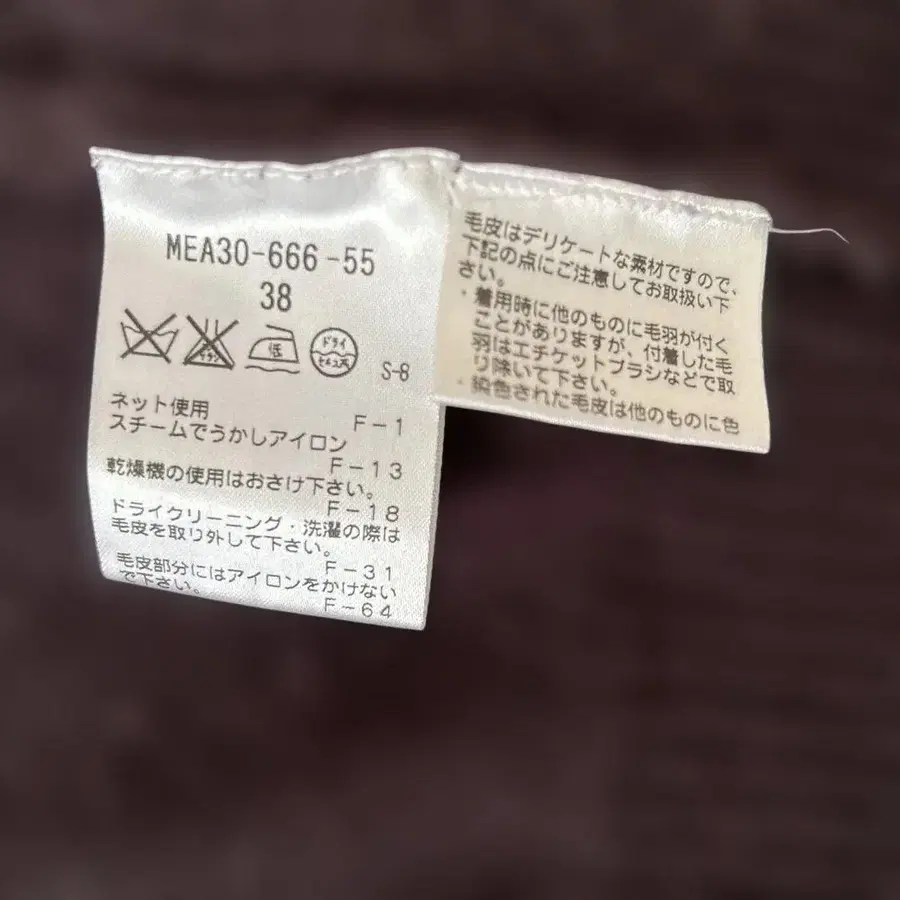 MEA30-666-55
38
低
ドライ
セキユ系
S-8
ネット使用
F-1
スチームでうかしアイロン
F-13
乾燥機の使用はおさけ下さい。
F-18
ドライクリーニング・洗濯の際は
毛皮を取り外して下さい。
F-31
毛皮部分にはアイロンをかけない
で下さい。
F-64
毛皮はデリケートな素材ですので、
下記の点にご注意してお取扱い下
さい。
・着用時に他のものに毛羽が付く
ことがありますが、付着した毛
羽はエチケットブラシなどで取
り除いて下さい。
・染色された毛皮は他のものに色